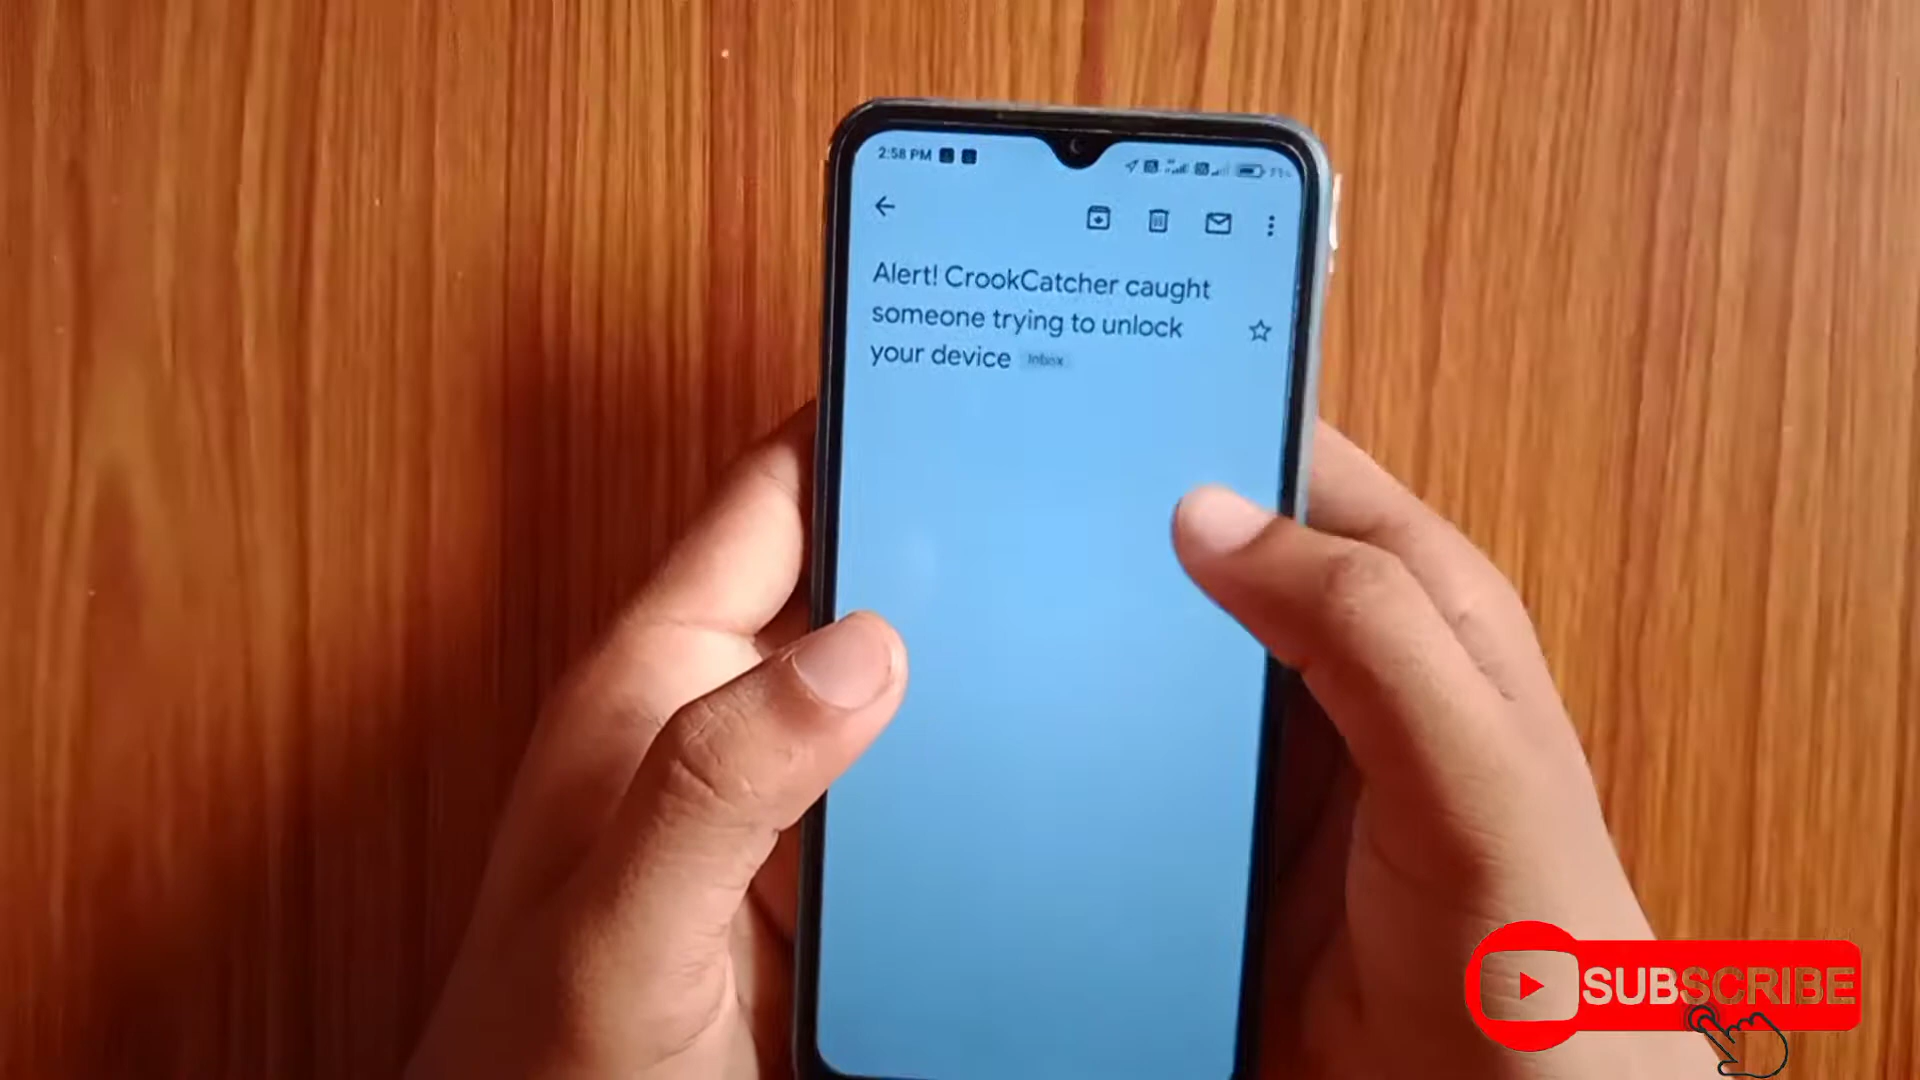 2:58 PM
Alert! CrookCatcher caught
someone trying to unlock
your device Inbox
SUBSCRIBE